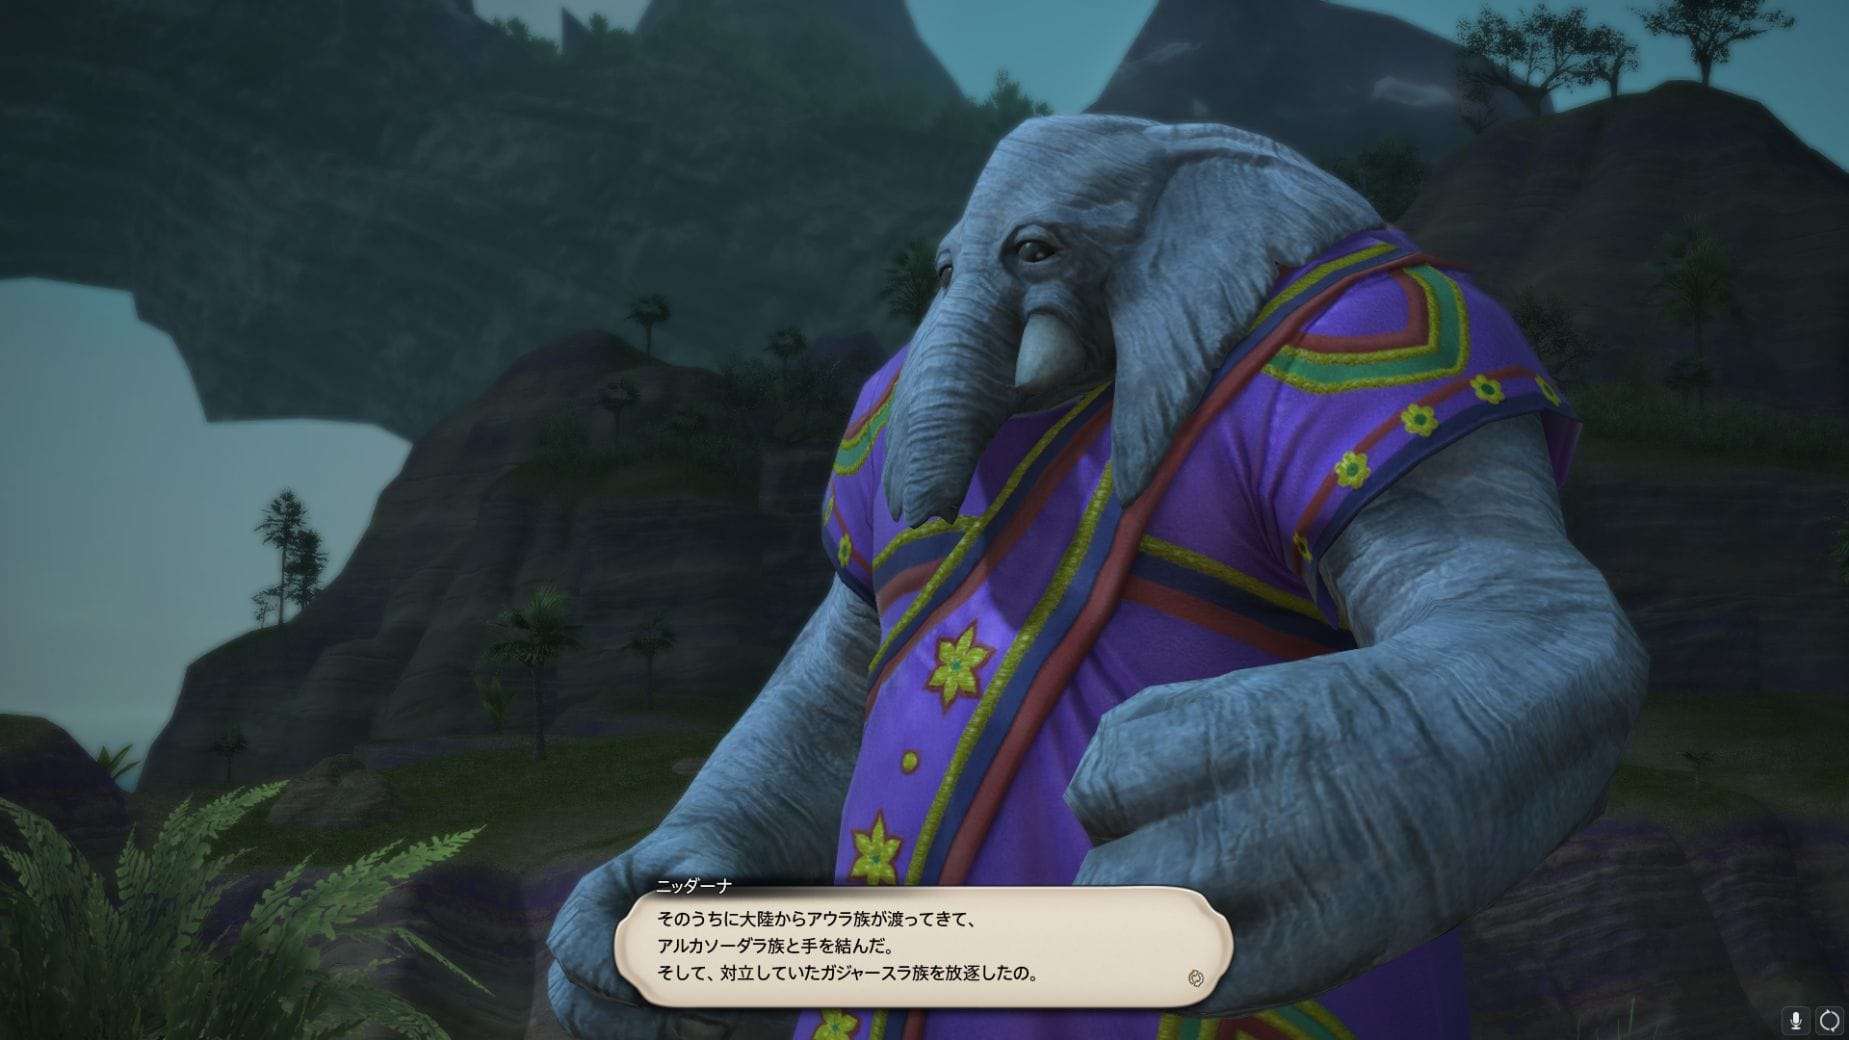 ニッダーナ
そのうちに大陸からアウラ族が渡ってきて、
アルカソーダラ族と手を結んだ。
そして、対立していたガジャースラ族を放逐したの。